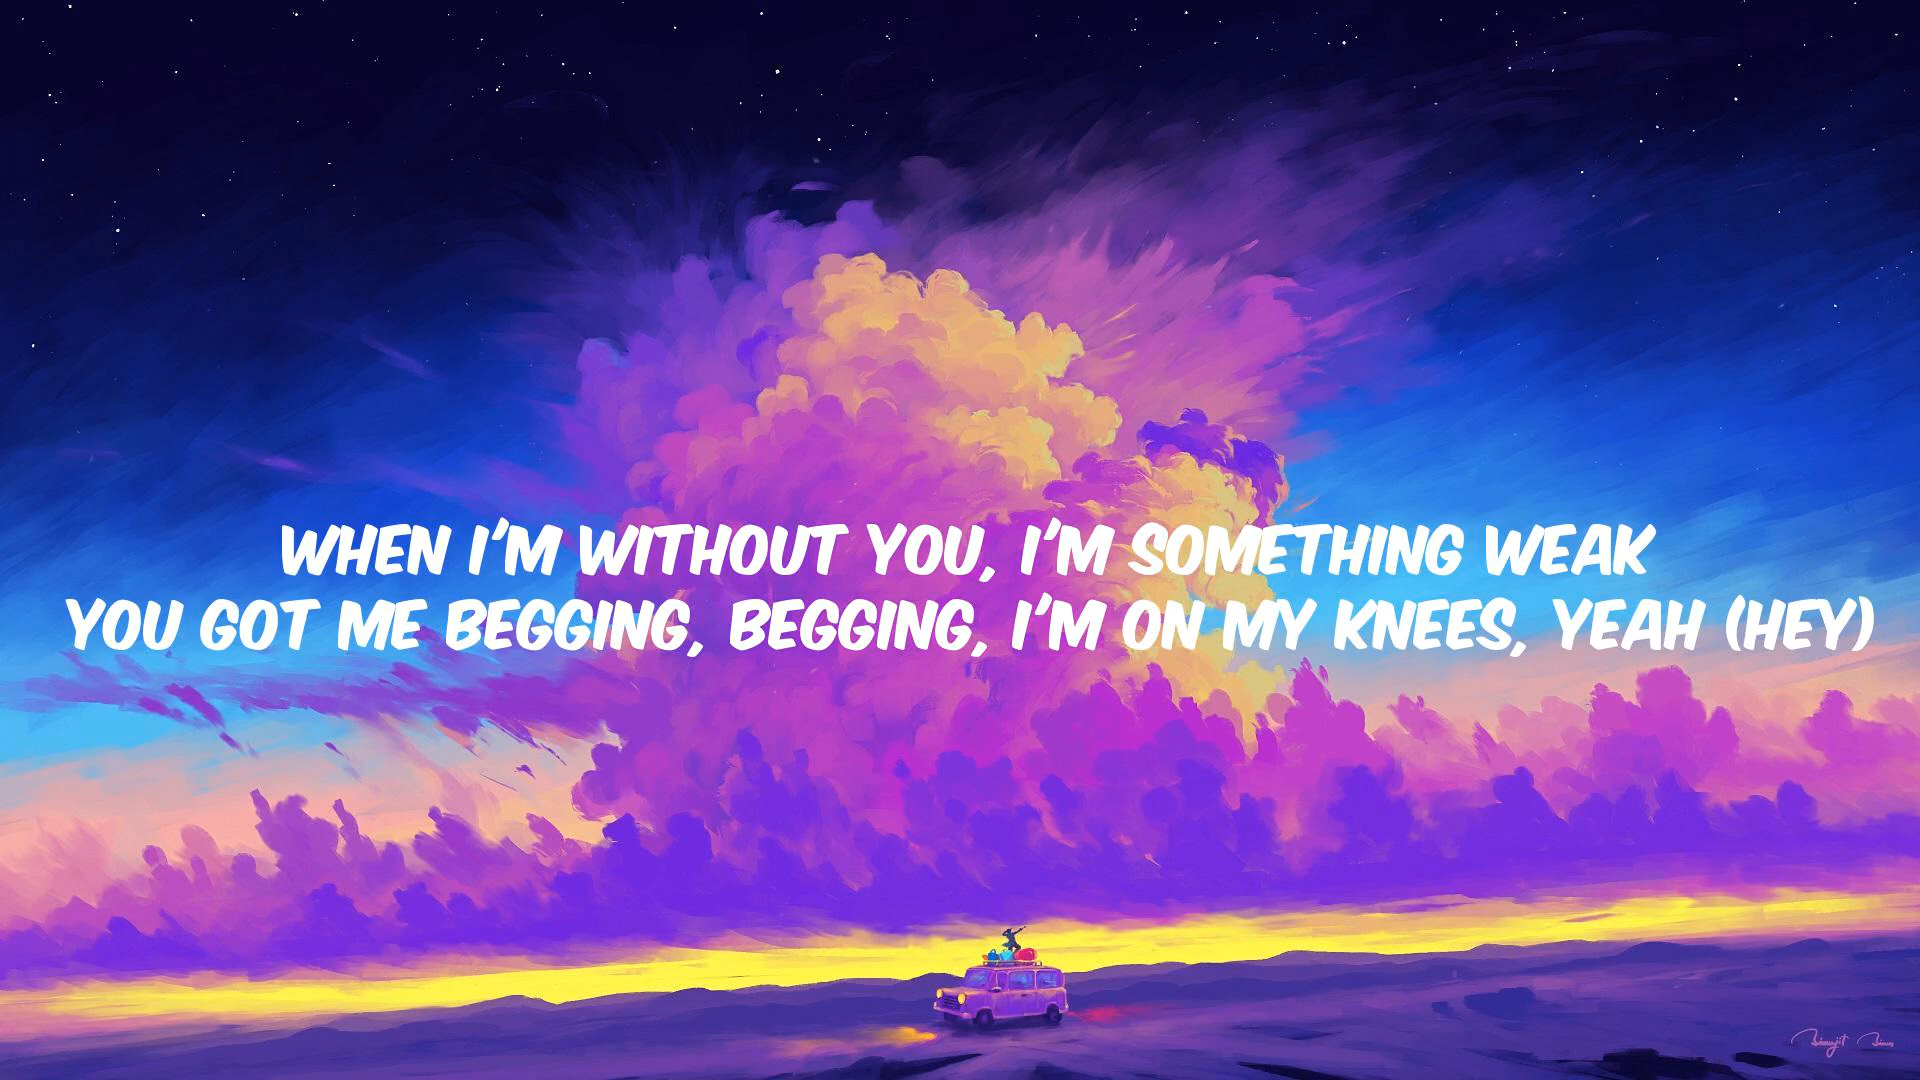 WHEN I'M WITHOUT YOU, I'M SOMETHING WEAK
YOU GOT ME BEGGING, BEGGING, I'M ON MY KNEES, YEAH (HEY)